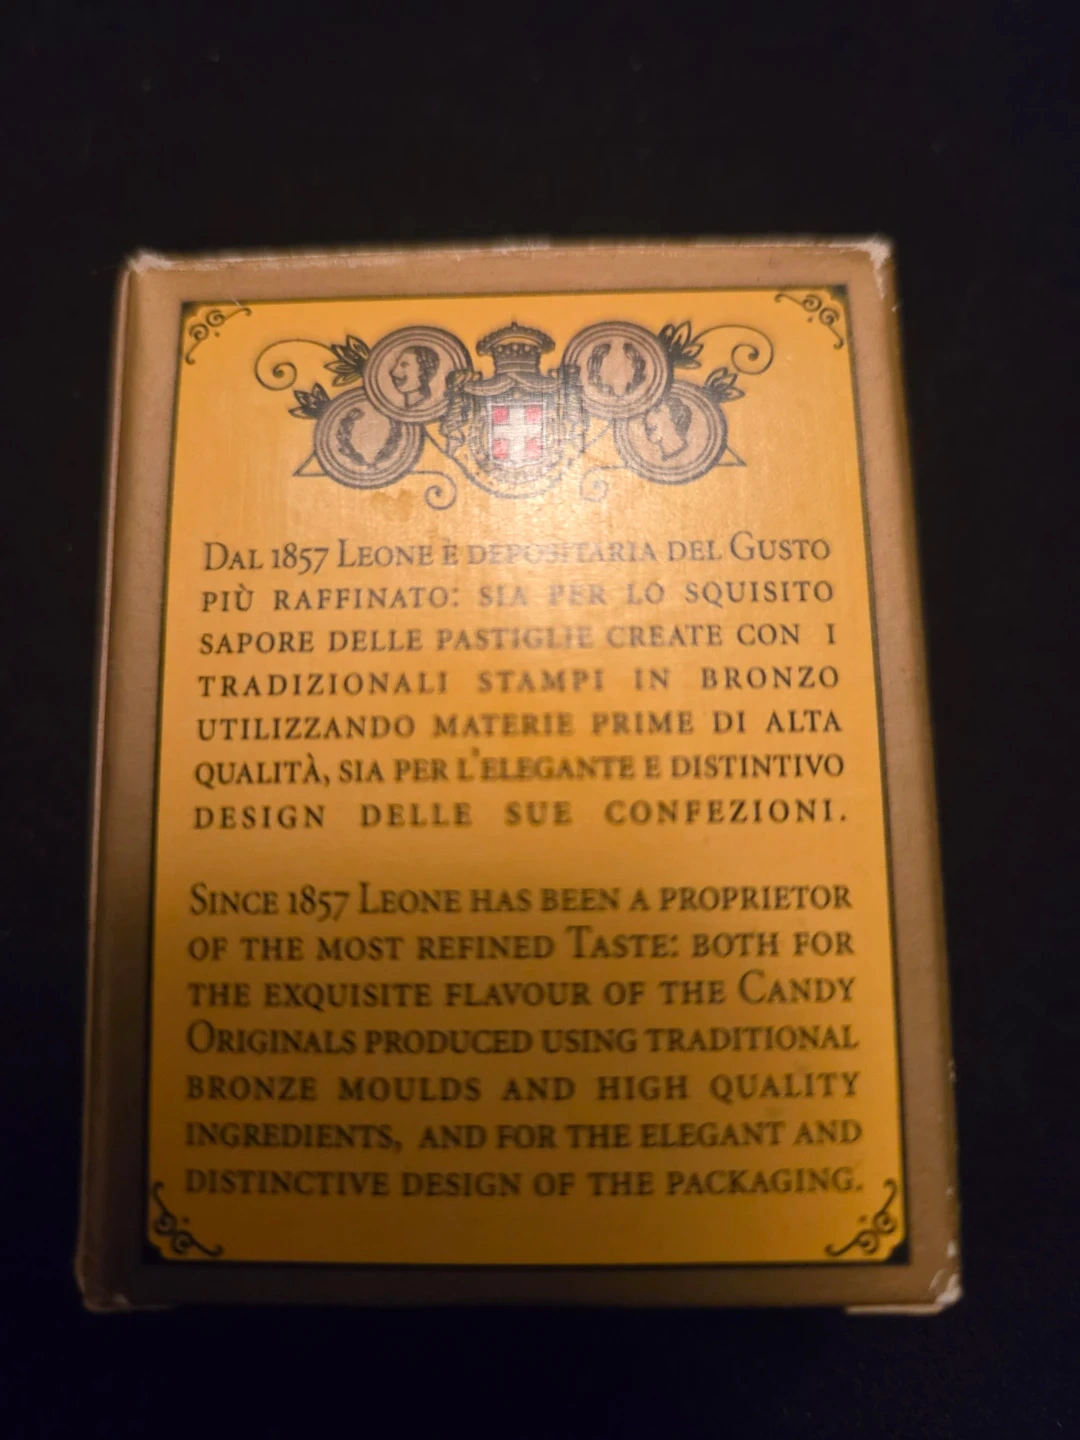 DAL 1857 LEONE È DEPOSITARIA DEL GUSTO
PIÙ RAFFINATO: SIA PER LO SQUISITO
SAPORE DELLE PASTIGLIE CREATE CON I
TRADIZIONALI STAMPI IN BRONZO
UTILIZZANDO MATERIE PRIME DI ALTA
QUALITÀ, SIA PER L'ELEGANTE E DISTINTIVO
DESIGN DELLE SUE CONFEZIONI.
SINCE 1857 LEONE HAS BEEN A PROPRIETOR
OF THE MOST REFINED TASTE: BOTH FOR
THE EXQUISITE FLAVOUR OF THE CANDY
ORIGINALS PRODUCED USING TRADITIONAL
BRONZE MOULDS AND HIGH QUALITY
INGREDIENTS, AND FOR THE ELEGANT AND
DISTINCTIVE DESIGN OF THE PACKAGING.